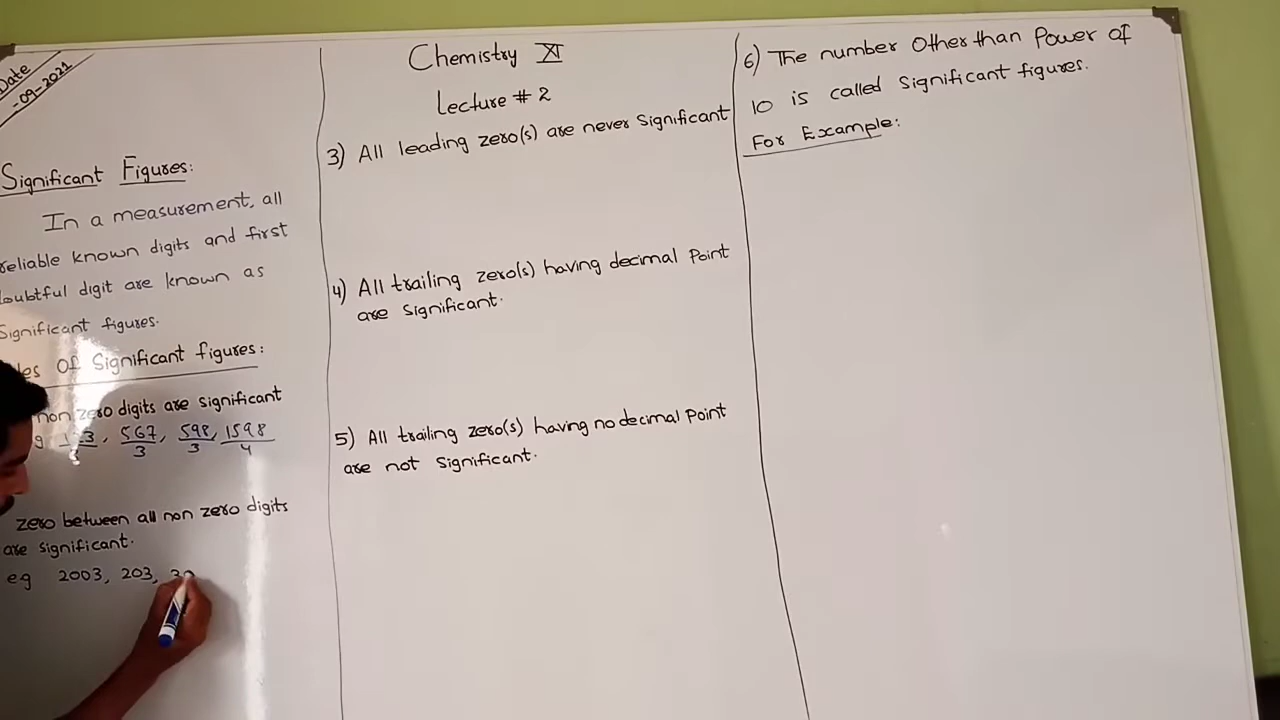 Date
-09-2021
Significant Figures:
In a measurement, all
reliable known digits and first
doubtful digit are known as
Significant figures.
les Of Significant figures:
non zero digits are significant
g 1 3, 567, 598, 1598
3 3 4
zero between all non zero digits
are significant.
eg 2003, 203, 30
Chemistry XI
Lecture # 2
3) All leading zero(s) are never Significant
4) All trailing zero(s) having decimal Point
are significant.
5) All trailing zero(s) having no decimal Point
are not significant.
6) The number Other than Power of
10 is called Significant figures.
For Example: